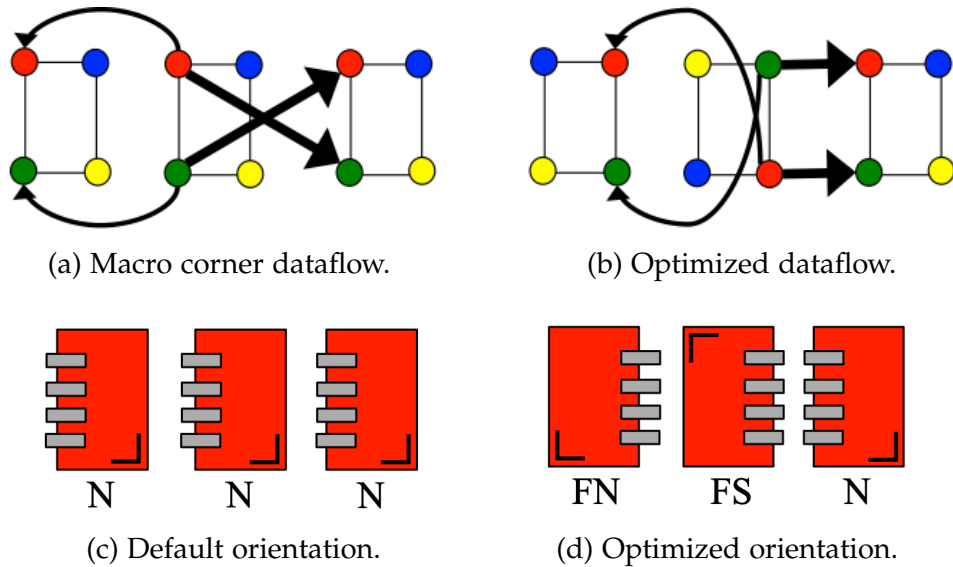 (a) Macro corner dataflow.
(b) Optimized dataflow.
N N N
FN FS N
(c) Default orientation.
(d) Optimized orientation.